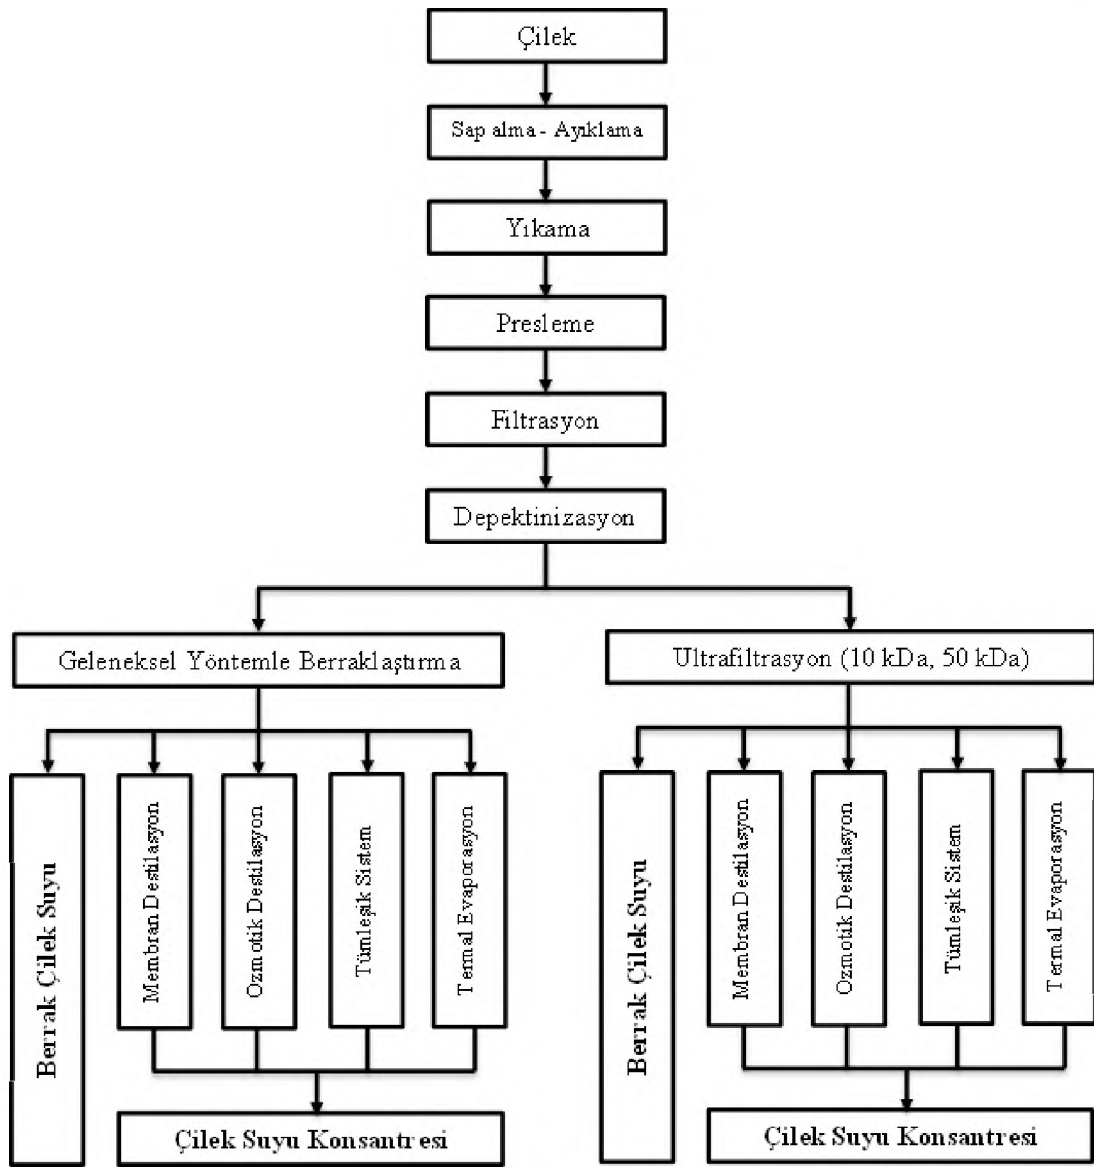 Çilek
Sap alma - Ayıklama
Yıkama
Presleme
Filtrasyon
Depektinizasyon
Geleneksel Yöntemle Berraklaştırma
Berrak Çilek Suyu
Membran Destilasyon
Ozmotik Destilasyon
Tümleşik Sistem
Termal Evaporasyon
Çilek Suyu Konsantresi
Ultrafiltrasyon (10 kDa, 50 kDa)
Berrak Çilek Suyu
Membran Destilasyon
Ozmotik Destilasyon
Tümleşik Sistem
Termal Evaporasyon
Çilek Suyu Konsantresi